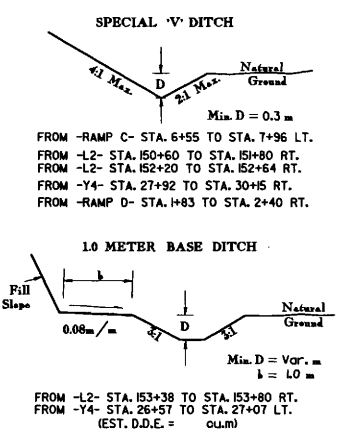 SPECIAL 'V' DITCH
4:1 Max.
D
2:1 Max.
Natural
Ground
Min. D = 0.3 m
FROM -RAMP C- STA. 6+55 TO STA. 7+96 LT.
FROM -L2- STA. 150+60 TO STA. 151+80 RT.
FROM -L2- STA. 152+20 TO STA. 152+64 RT.
FROM -Y4- STA. 27+92 TO STA. 30+15 RT.
FROM -RAMP D- STA. 1+83 TO STA. 2+40 RT.
1.0 METER BASE DITCH
b
Fill
Slope
0.08m/m
3:1
D
3:1
Natural
Ground
Min. D = Var. m
b = 1.0 m
FROM -L2- STA. 153+38 TO STA. 153+80 RT.
FROM -Y4- STA. 26+57 TO STA. 27+07 LT.
(EST. D.D.E. = cu.m)